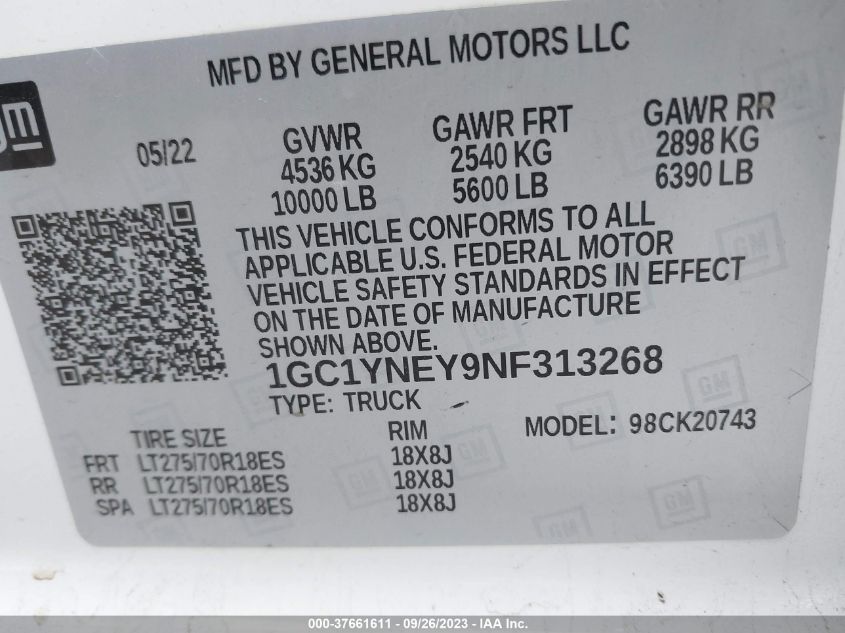 MFD BY GENERAL MOTORS LLC
gm
05/22
GVWR
4536 KG
10000 LB
GAWR FRT
2540 KG
5600 LB
GAWR RR
2898 KG
6390 LB
THIS VEHICLE CONFORMS TO ALL
APPLICABLE U.S. FEDERAL MOTOR
VEHICLE SAFETY STANDARDS IN EFFECT
ON THE DATE OF MANUFACTURE
SHOWN ABOVE.
1GC1YNEY9NF313268
TYPE: TRUCK
MODEL: 98CK20743
TIRE SIZE RIM
FRT LT275/70R18ES 18X8J
RR LT275/70R18ES 18X8J
SPA LT275/70R18ES 18X8J
000-37661611 - 09/26/2023 - IAA Inc.